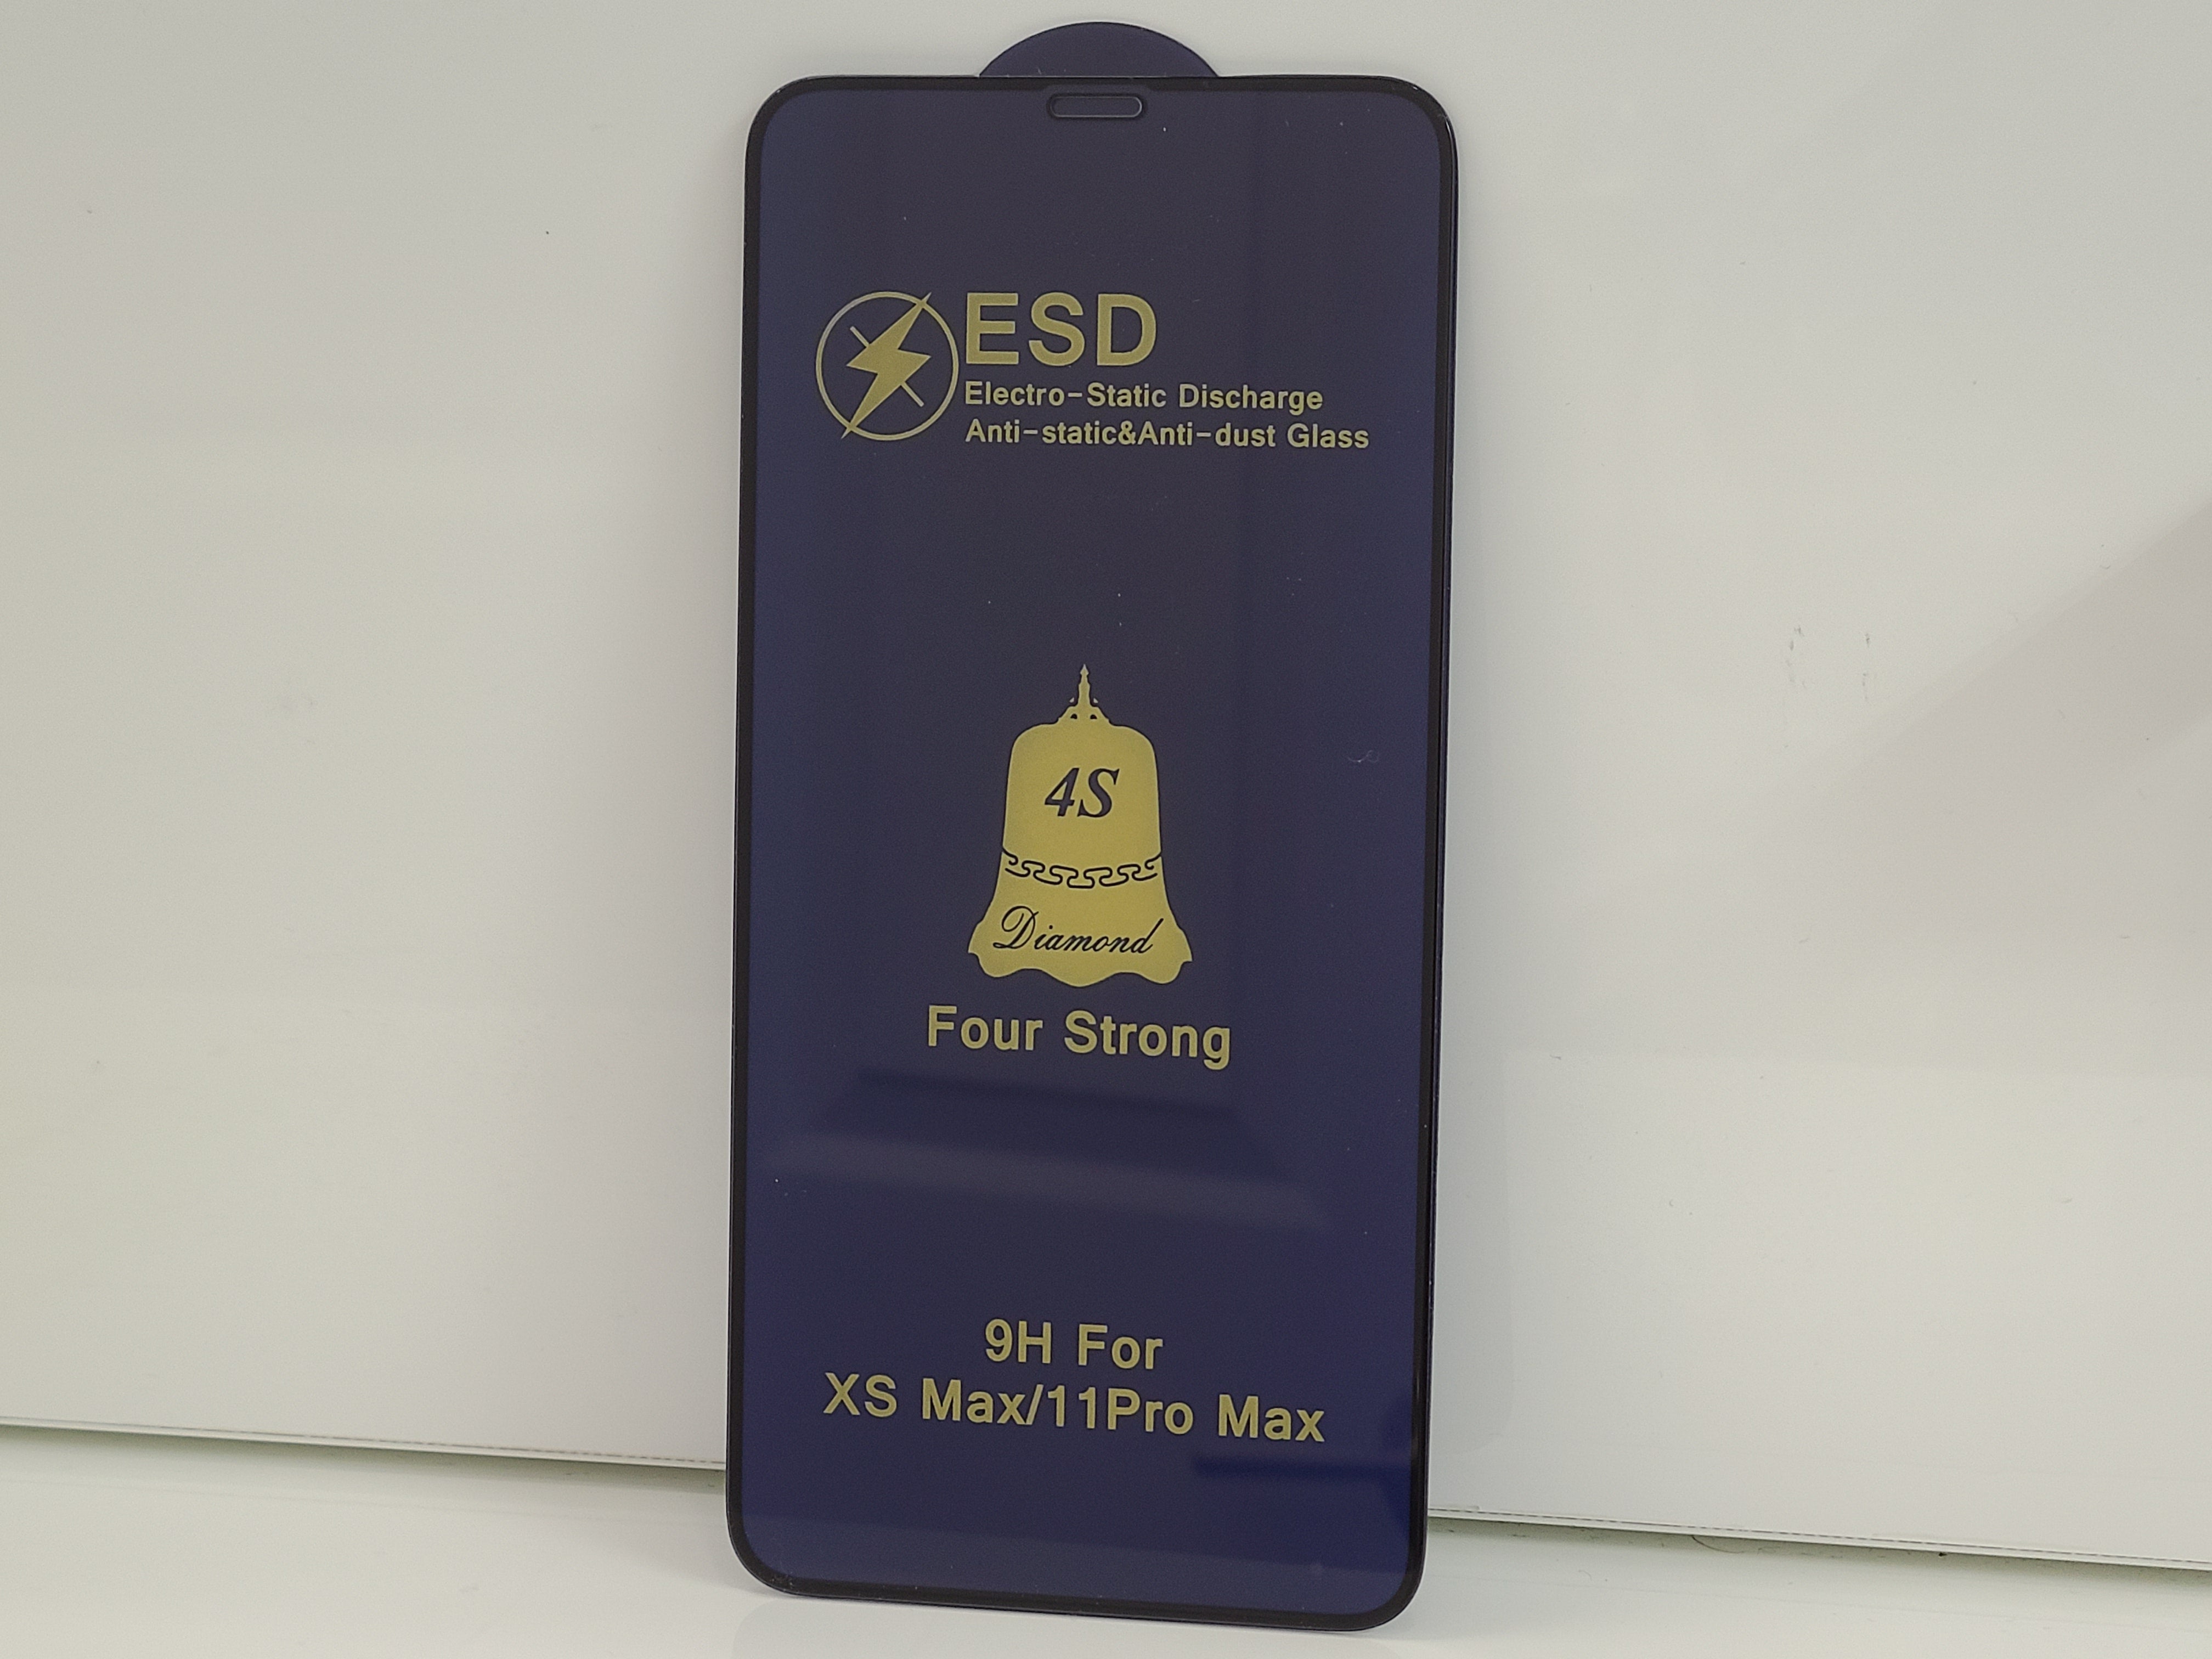 ESD
Electro-Static Discharge
Anti-static&Anti-dust Glass
4S
Diamond
Four Strong
9H For
XS Max/11Pro Max